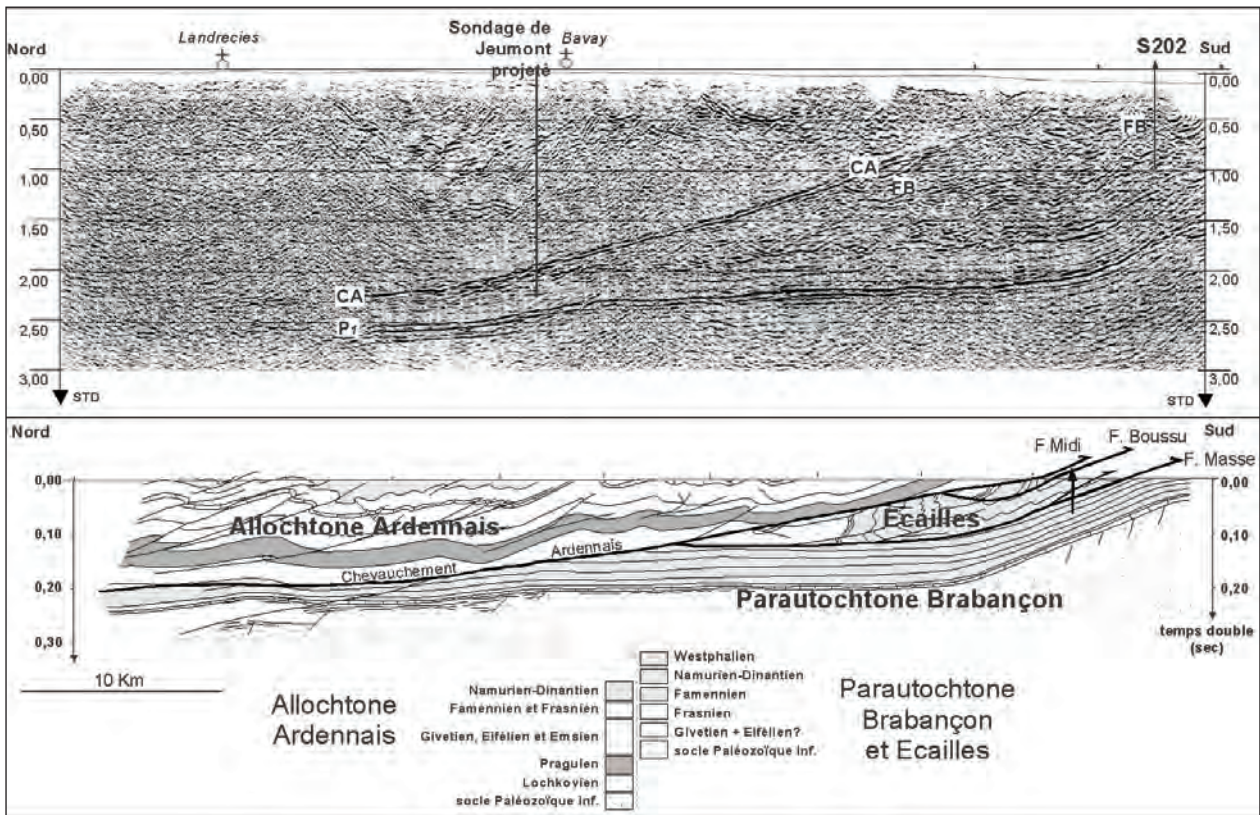 Nord
Landrecies
Sondage de
Jeumont
projeté
Bavay
S202
Sud
0,00
0,50
1,00
1,50
2,00
2,50
3,00
STD
CA
P1
CA
FB
FB
0,00
0,50
1,00
1,50
2,00
2,50
3,00
STD
Nord
F Midi
F. Boussu
Sud
F. Masse
0,00
0,10
0,20
0,30
Allochtone Ardennais
Chevauchement
Ardennais
Ecailles
Parautochtone Brabançon
0,00
0,10
0,20
temps double
(sec)
10 Km
Allochtone
Ardennais
Namurien-Dinantien
Famennien et Frasnien
Givetien, Eifélien et Emsien
Praguien
Lochkovien
socle Paléozoïque Inf.
Westphalien
Namurien-Dinantien
Famennien
Frasnien
Givetien + Eifélien?
socle Paléozoïque Inf.
Parautochtone
Brabançon
et Ecailles